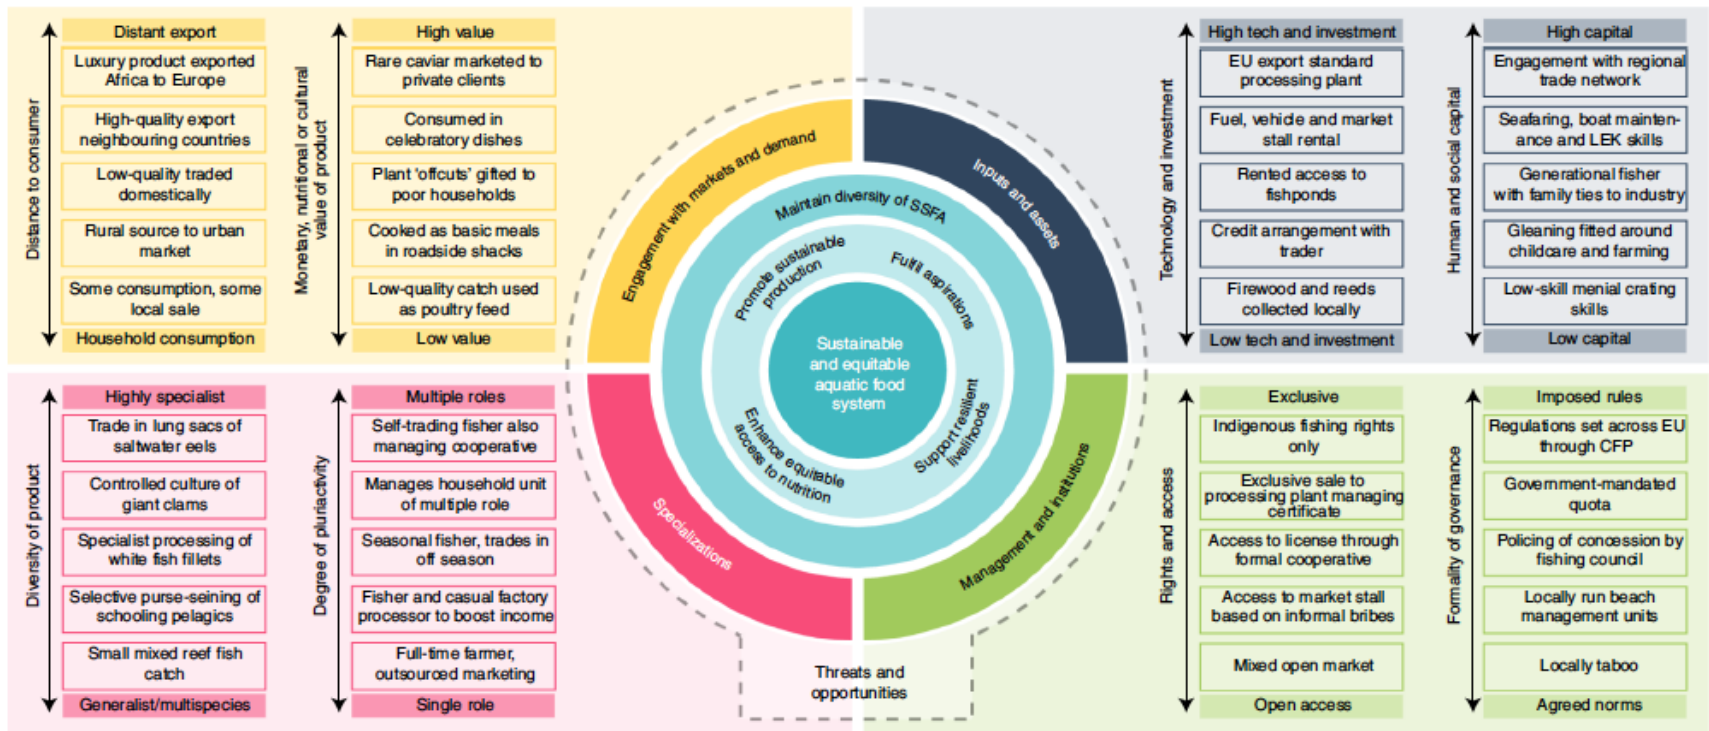 Distance to consumer
Distant export
Luxury product exported
Africa to Europe
High-quality export
neighbouring countries
Low-quality traded
domestically
Rural source to urban
market
Some consumption, some
local sale
Household consumption
Monetary, nutritional or cultural
value of product
High value
Rare caviar marketed to
private clients
Consumed in
celebratory dishes
Plant ‘offcuts’ gifted to
poor households
Cooked as basic meals
in roadside shacks
Low-quality catch used
as poultry feed
Low value
Technology and investment
High tech and investment
EU export standard
processing plant
Fuel, vehicle and market
stall rental
Rented access to
fishponds
Credit arrangement with
trader
Firewood and reeds
collected locally
Low tech and investment
Human and social capital
High capital
Engagement with regional
trade network
Seafaring, boat mainten-
ance and LEK skills
Generational fisher
with family ties to industry
Gleaning fitted around
childcare and farming
Low-skill menial crating
skills
Low capital
Engagement with markets and demand
Inputs and assets
Maintain diversity of SSFA
Promote sustainable
production
Fulfil aspirations
Sustainable
and equitable
aquatic food
system
Enhance equitable
access to nutrition
Support resilient
livelihoods
Specializations
Management and institutions
Threats and
opportunities
Diversity of product
Highly specialist
Trade in lung sacs of
saltwater eels
Controlled culture of
giant clams
Specialist processing of
white fish fillets
Selective purse-seining of
schooling pelagics
Small mixed reef fish
catch
Generalist/multispecies
Degree of pluriactivity
Multiple roles
Self-trading fisher also
managing cooperative
Manages household unit
of multiple role
Seasonal fisher, trades in
off season
Fisher and casual factory
processor to boost income
Full-time farmer,
outsourced marketing
Single role
Rights and access
Exclusive
Indigenous fishing rights
only
Exclusive sale to
processing plant managing
certificate
Access to license through
formal cooperative
Access to market stall
based on informal bribes
Mixed open market
Open access
Formality of governance
Imposed rules
Regulations set across EU
through CFP
Government-mandated
quota
Policing of concession by
fishing council
Locally run beach
management units
Locally taboo
Agreed norms